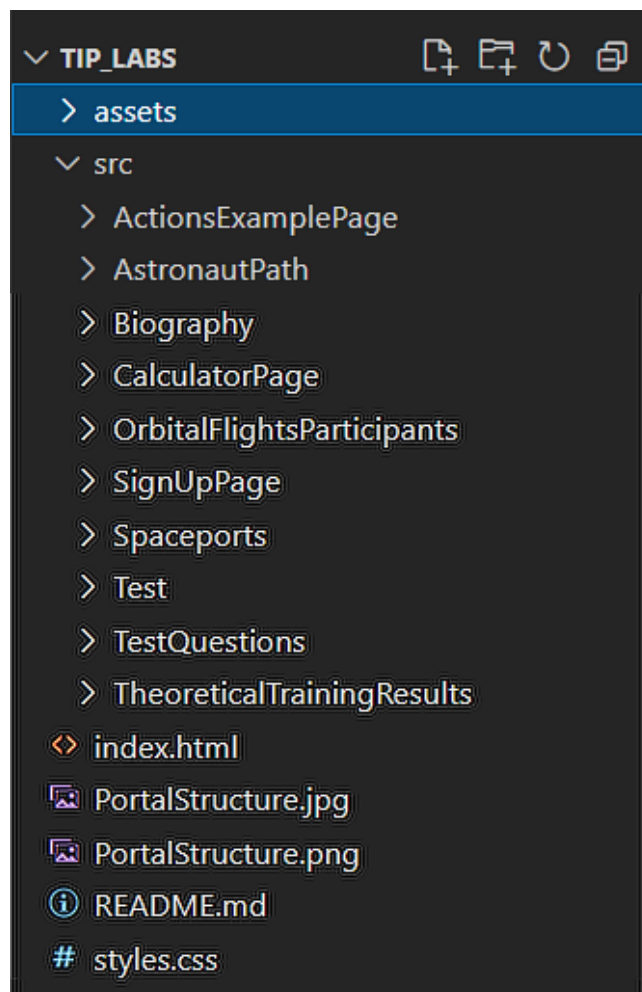 TIP_LABS
assets
src
ActionsExamplePage
AstronautPath
Biography
CalculatorPage
OrbitalFlightsParticipants
SignUpPage
Spaceports
Test
TestQuestions
TheoreticalTrainingResults
index.html
PortalStructure.jpg
PortalStructure.png
README.md
# styles.css